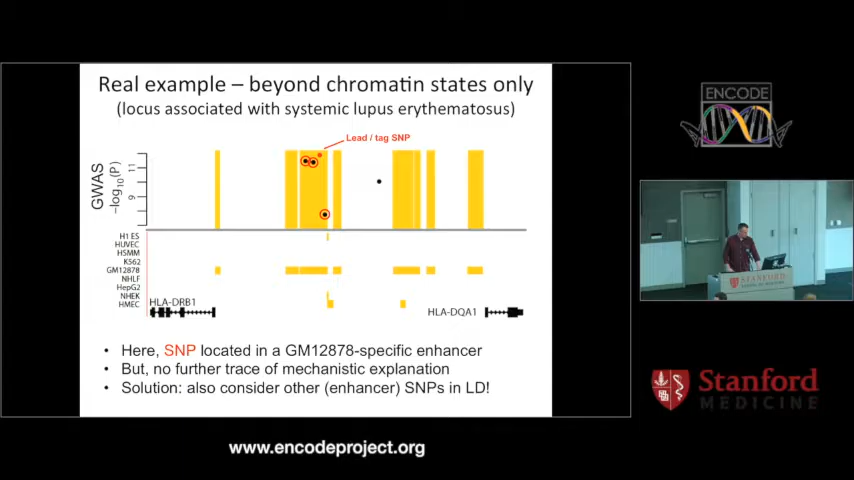 Real example – beyond chromatin states only
(locus associated with systemic lupus erythematosus)
Lead / tag SNP
GWAS
−log10(P)
11
9
H1 ES
HUVEC
HSMM
K562
GM12878
NHLF
HepG2
NHEK
HMEC
HLA-DRB1
HLA-DQA1
• Here, SNP located in a GM12878-specific enhancer
• But, no further trace of mechanistic explanation
• Solution: also consider other (enhancer) SNPs in LD!
ENCODE
STANFORD
Stanford
MEDICINE
www.encodeproject.org